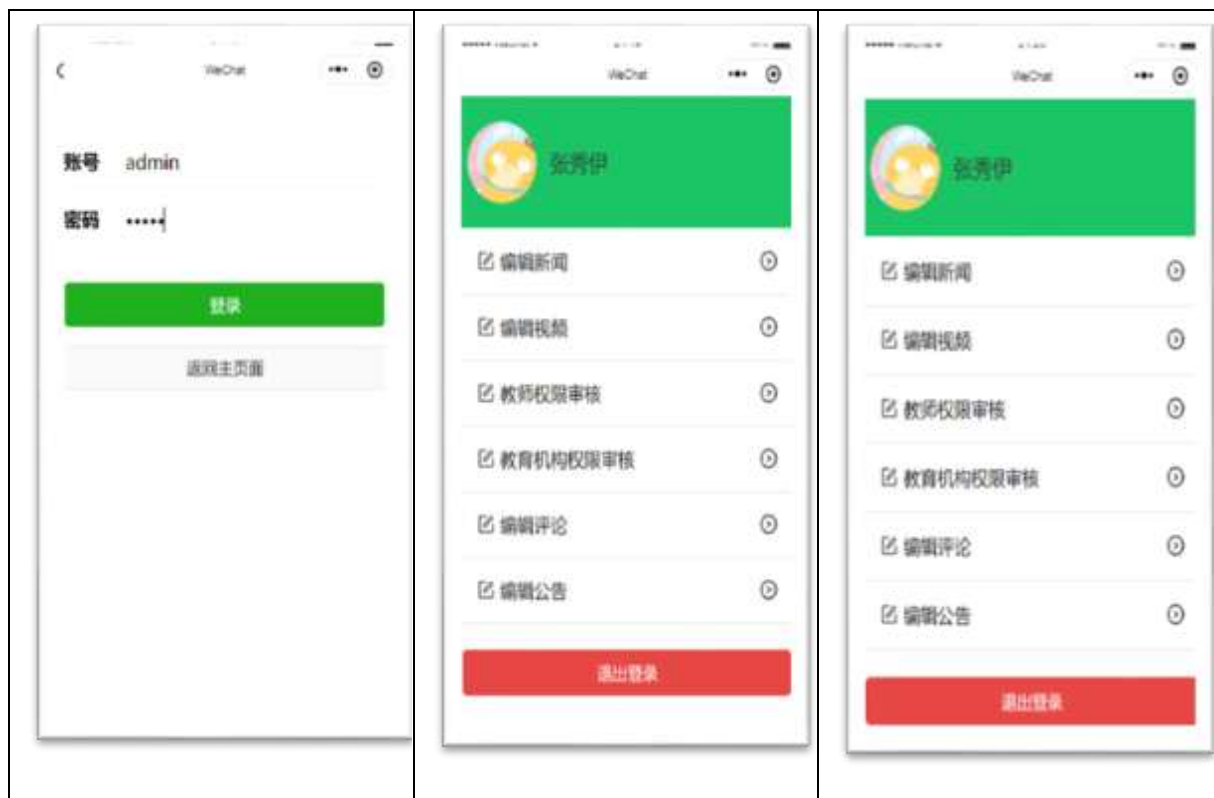 WeChat
账号 admin
密码 •••••
登录
返回主页面
WeChat
张秀伊
编辑新闻
编辑视频
教师权限审核
教育机构权限审核
编辑评论
编辑公告
退出登录
WeChat
张秀伊
编辑新闻
编辑视频
教师权限审核
教育机构权限审核
编辑评论
编辑公告
退出登录